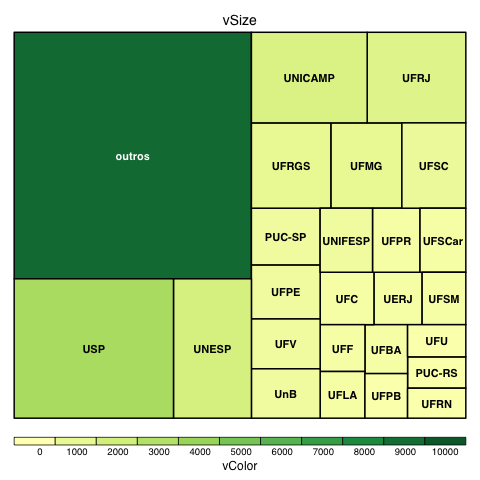 vSize
outros
UNICAMP
UFRJ
UFRGS
UFMG
UFSC
PUC-SP
UNIFESP
UFPR
UFSCar
UFPE
UFC
UERJ
UFSM
USP
UNESP
UFV
UFF
UFBA
UFU
PUC-RS
UnB
UFLA
UFPB
UFRN
0 1000 2000 3000 4000 5000 6000 7000 8000 9000 10000
vColor